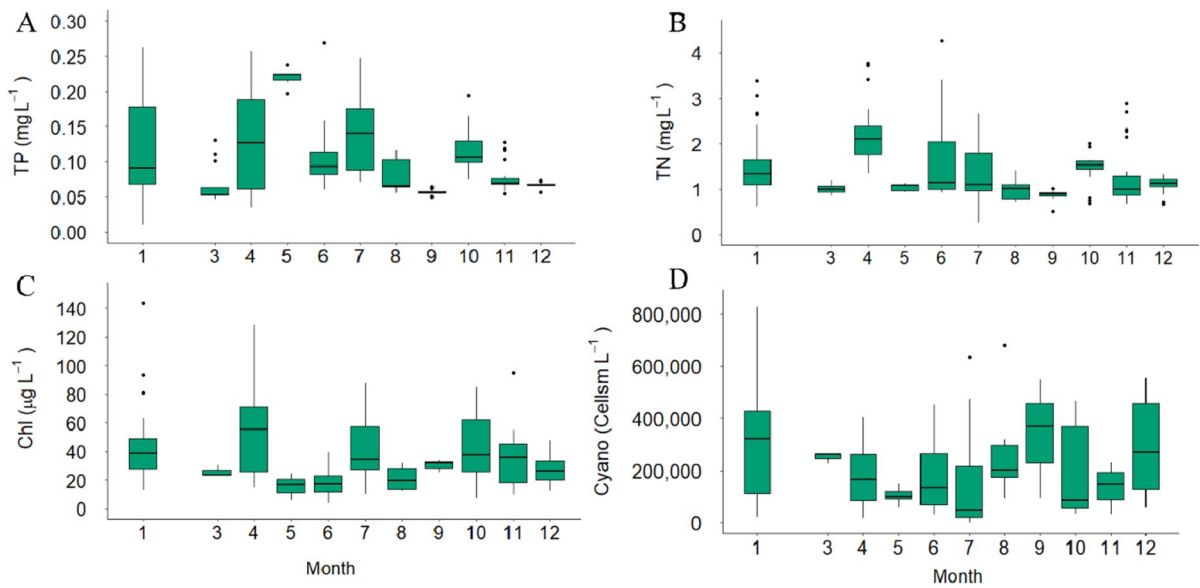 A
TP (mgL⁻¹)
0.30
0.25
0.20
0.15
0.10
0.05
0.00
1 3 4 5 6 7 8 9 10 11 12
B
TN (mgL⁻¹)
4
3
2
1
0
1 3 4 5 6 7 8 9 10 11 12
C
Chl (µg L⁻¹)
140
120
100
80
60
40
20
0
1 3 4 5 6 7 8 9 10 11 12
Month
D
Cyano (Cellsm L⁻¹)
800,000
600,000
400,000
200,000
0
1 3 4 5 6 7 8 9 10 11 12
Month